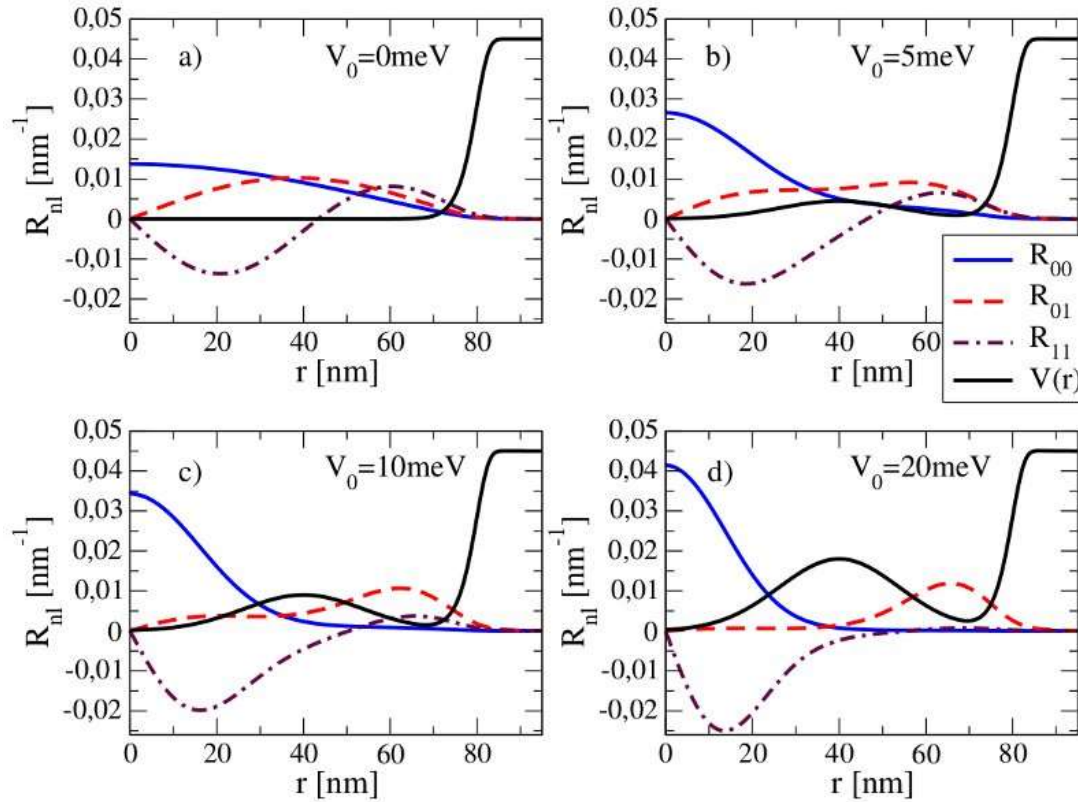 0,05
0,04
0,03
0,02
0,01
0
-0,01
-0,02
R_nl [nm^-1]
a)
V_0=0meV
0 20 40 60 80
r [nm]
0,05
0,04
0,03
0,02
0,01
0
-0,01
-0,02
R_nl [nm^-1]
b)
V_0=5meV
0 20 40 60 80
r [nm]
R_00
R_01
R_11
V(r)
0,05
0,04
0,03
0,02
0,01
0
-0,01
-0,02
R_nl [nm^-1]
c)
V_0=10meV
0 20 40 60 80
r [nm]
0,05
0,04
0,03
0,02
0,01
0
-0,01
-0,02
R_nl [nm^-1]
d)
V_0=20meV
0 20 40 60 80
r [nm]